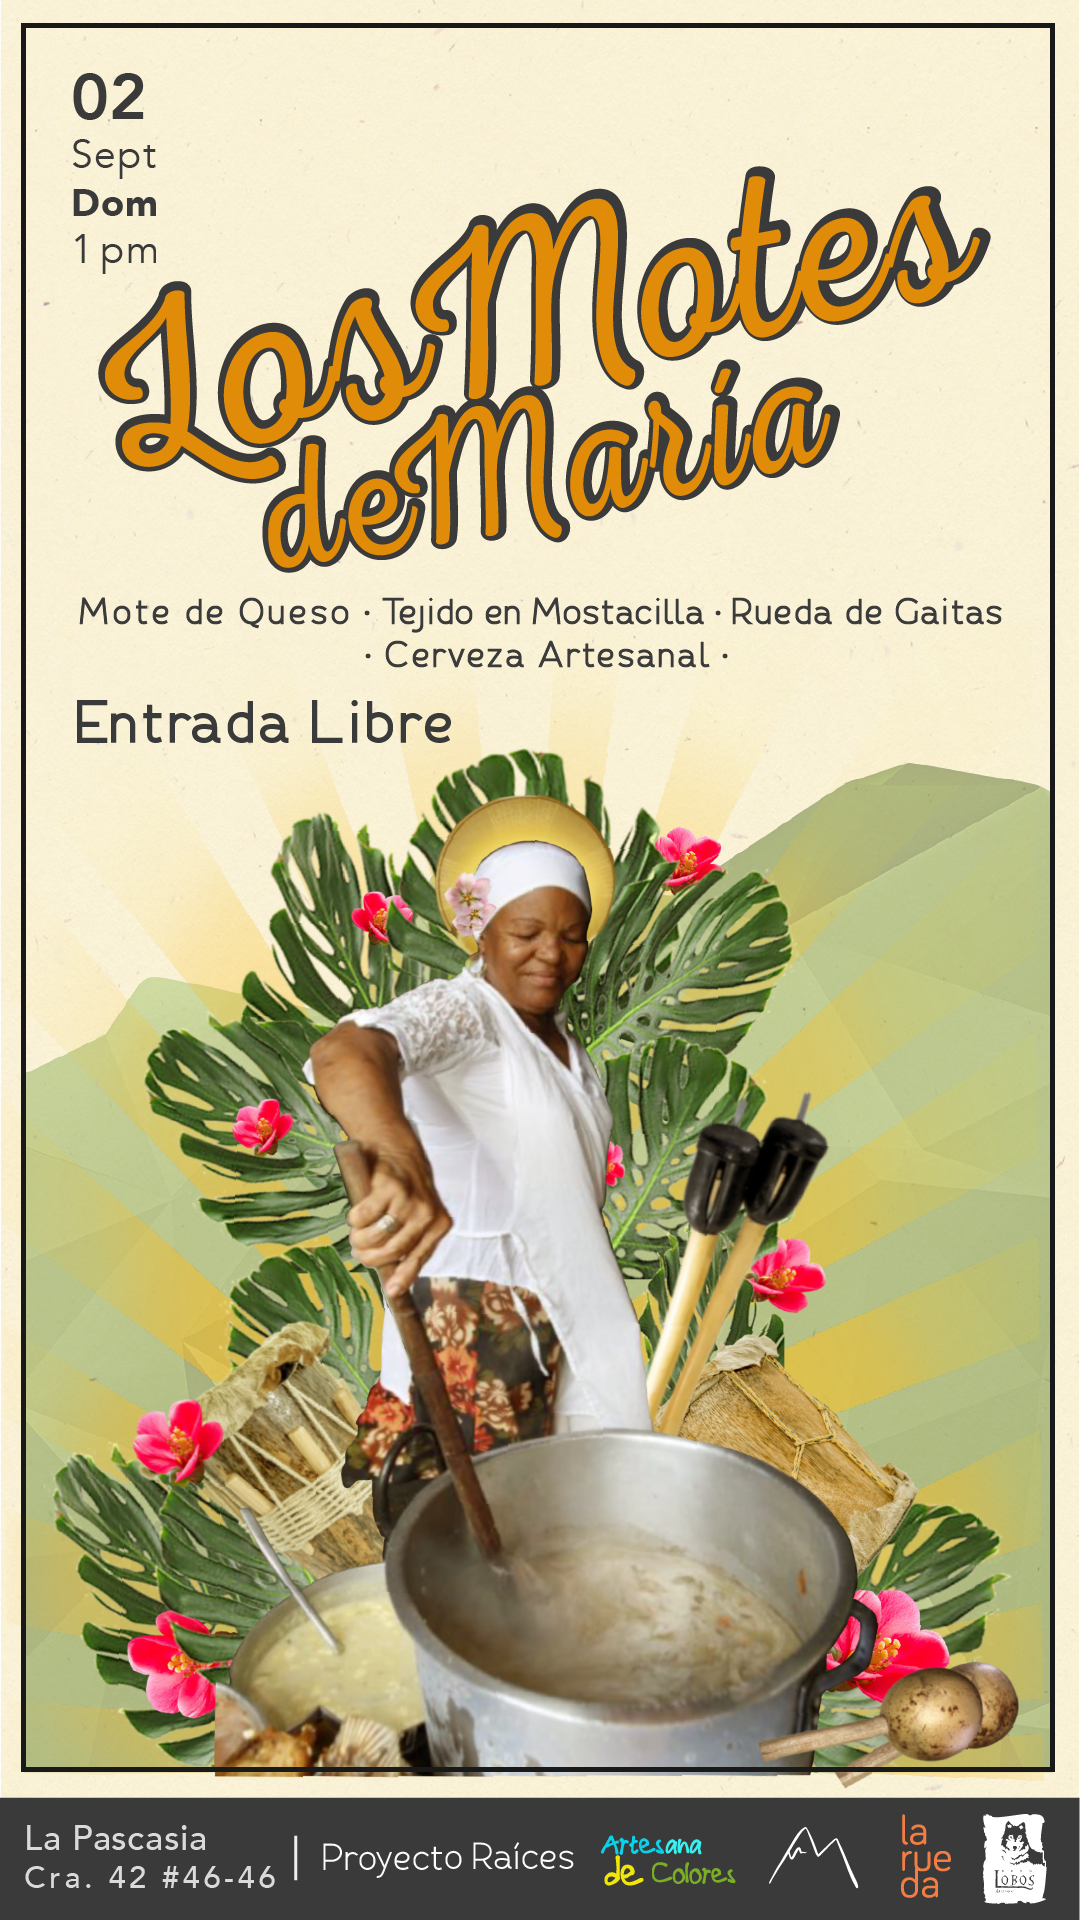 02
Sept
Dom
1 pm
Los Motes
de María
Mote de Queso · Tejido en Mostacilla · Rueda de Gaitas
· Cerveza Artesanal ·
Entrada Libre
La Pascasia
Cra. 42 #46-46
Proyecto Raíces
Artesana
de Colores
la
rue
da
LOBOS